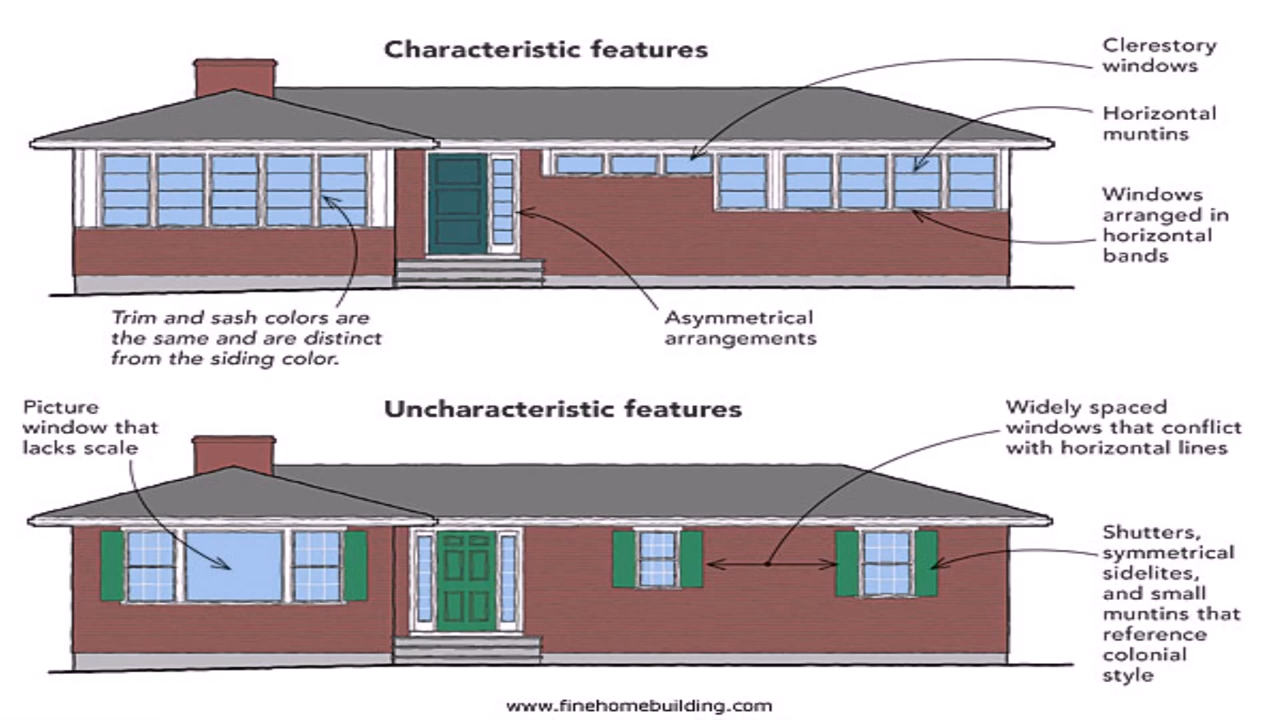 Characteristic features
Clerestory
windows
Horizontal
muntins
Windows
arranged in
horizontal
bands
Trim and sash colors are
the same and are distinct
from the siding color.
Asymmetrical
arrangements
Uncharacteristic features
Picture
window that
lacks scale
Widely spaced
windows that conflict
with horizontal lines
Shutters,
symmetrical
sidelites,
and small
muntins that
reference
colonial
style
www.finehomebuilding.com